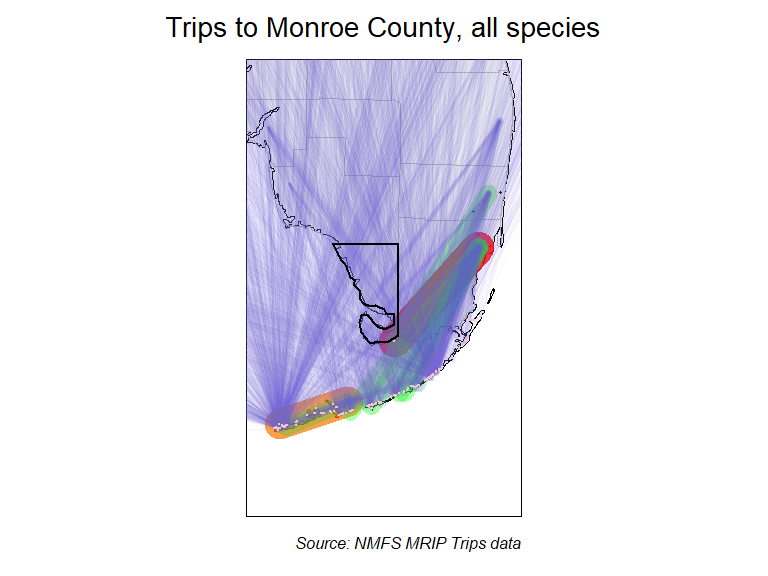 Trips to Monroe County, all species
Source: NMFS MRIP Trips data